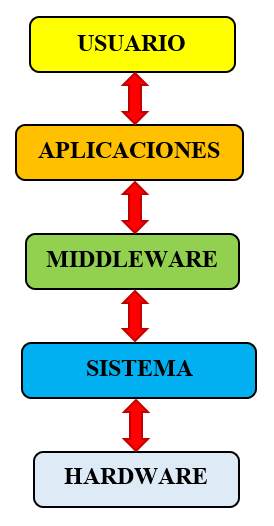 USUARIO
APLICACIONES
MIDDLEWARE
SISTEMA
HARDWARE